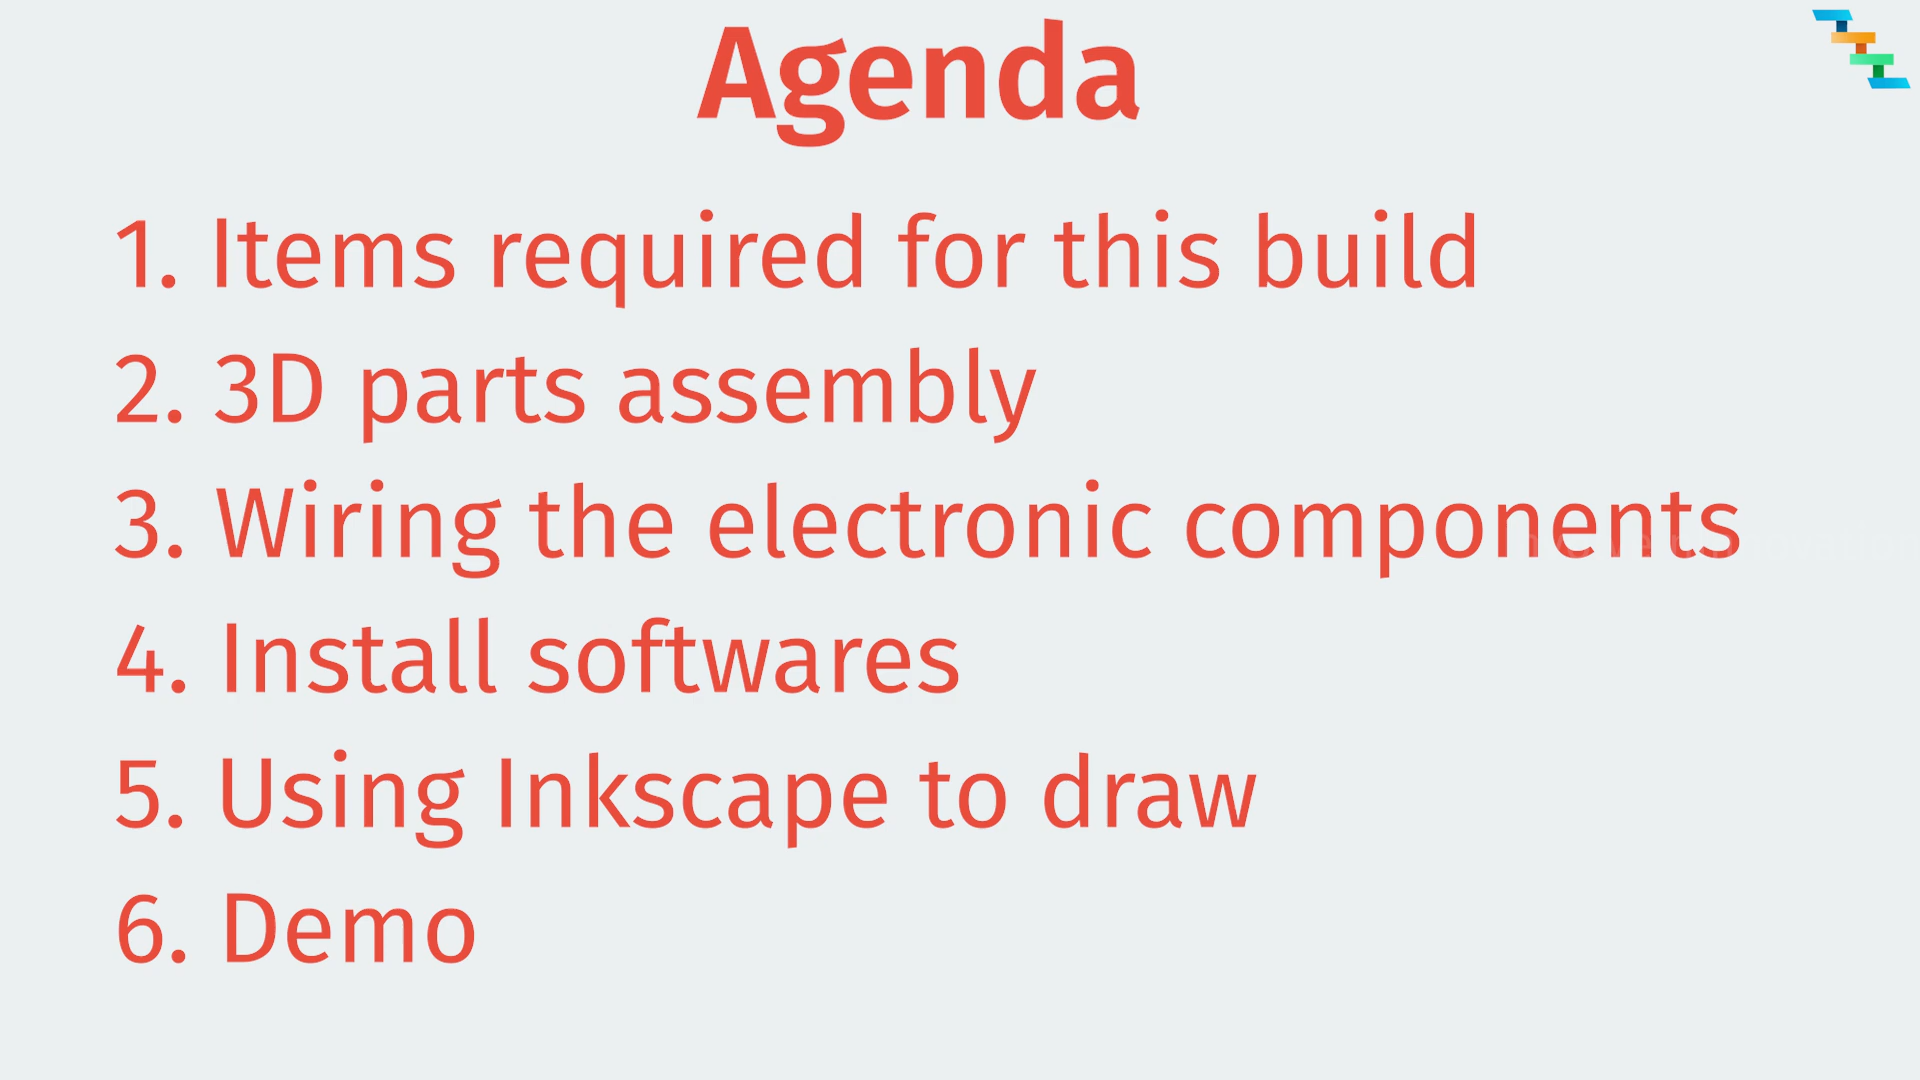 Agenda
1. Items required for this build
2. 3D parts assembly
3. Wiring the electronic components
4. Install softwares
5. Using Inkscape to draw
6. Demo